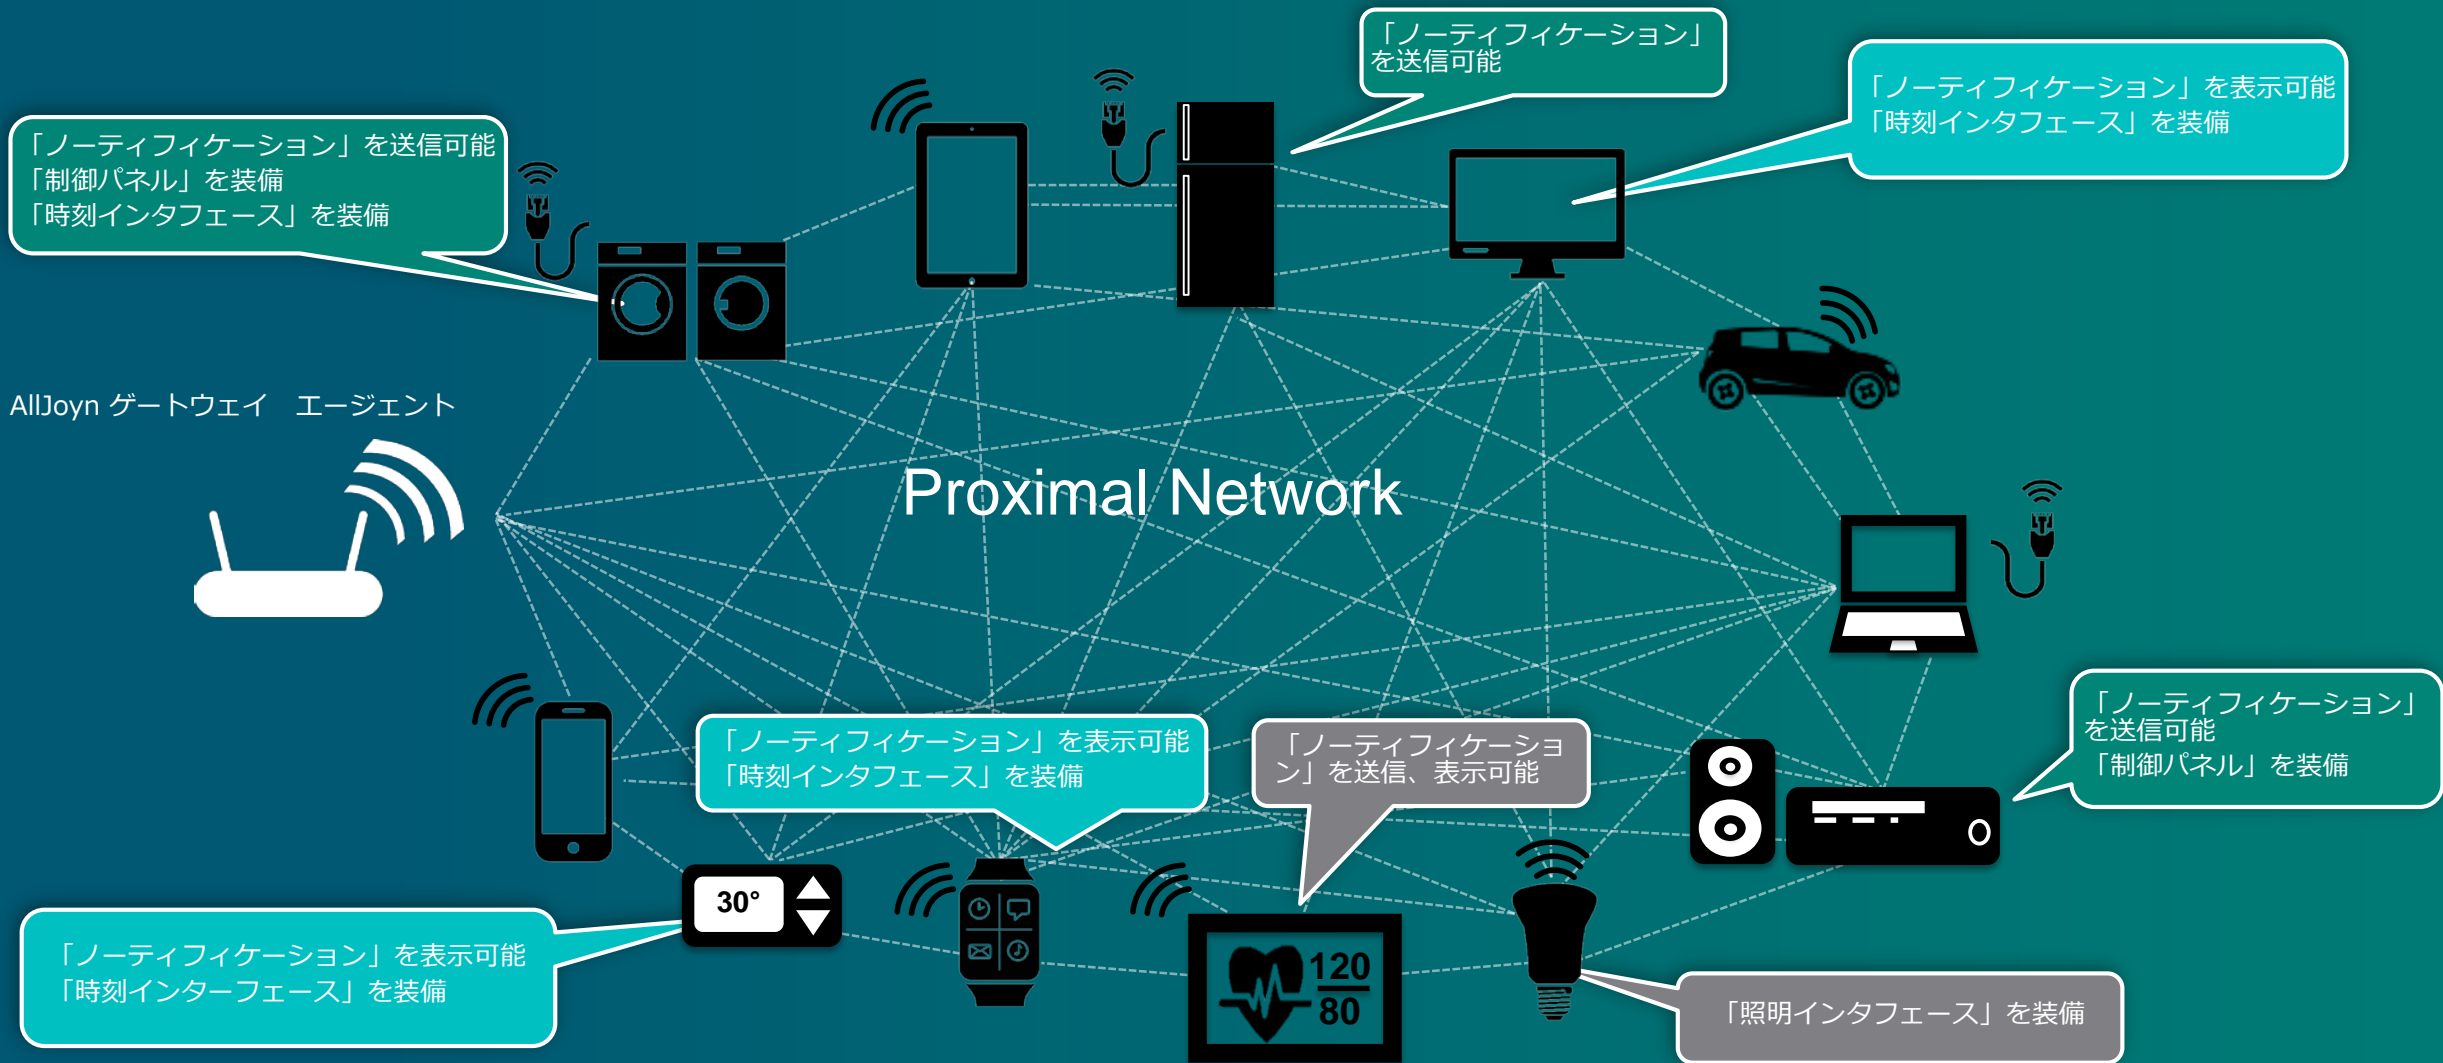 「ノーティフィケーション」
を送信可能
「ノーティフィケーション」を表示可能
「時刻インタフェース」を装備
「ノーティフィケーション」を送信可能
「制御パネル」を装備
「時刻インタフェース」を装備
AllJoyn ゲートウェイ　エージェント
Proximal Network
「ノーティフィケーション」
を送信可能
「制御パネル」を装備
「ノーティフィケーション」を表示可能
「時刻インタフェース」を装備
「ノーティフィケーショ
ン」を送信、表示可能
30°
「ノーティフィケーション」を表示可能
「時刻インターフェース」を装備
120
80
「照明インタフェース」を装備